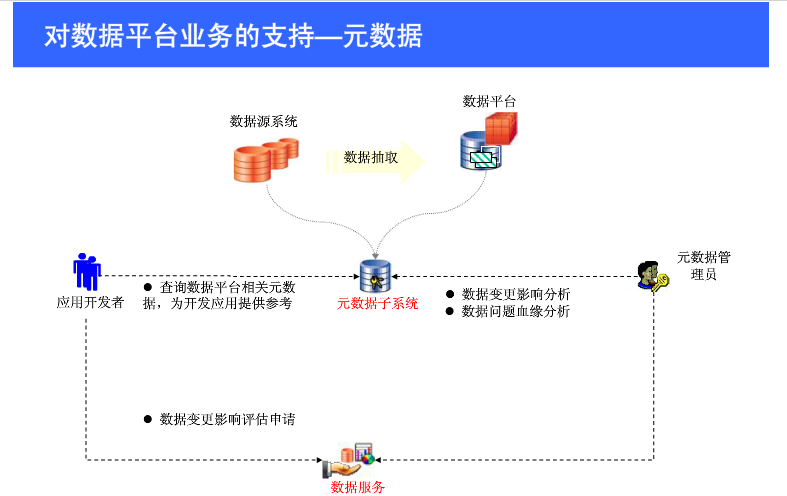 对数据平台业务的支持—元数据
数据平台
数据源系统
数据抽取
元数据管
理员
应用开发者
● 查询数据平台相关元数
据，为开发应用提供参考
元数据子系统
● 数据变更影响分析
● 数据问题血缘分析
● 数据变更影响评估申请
数据服务